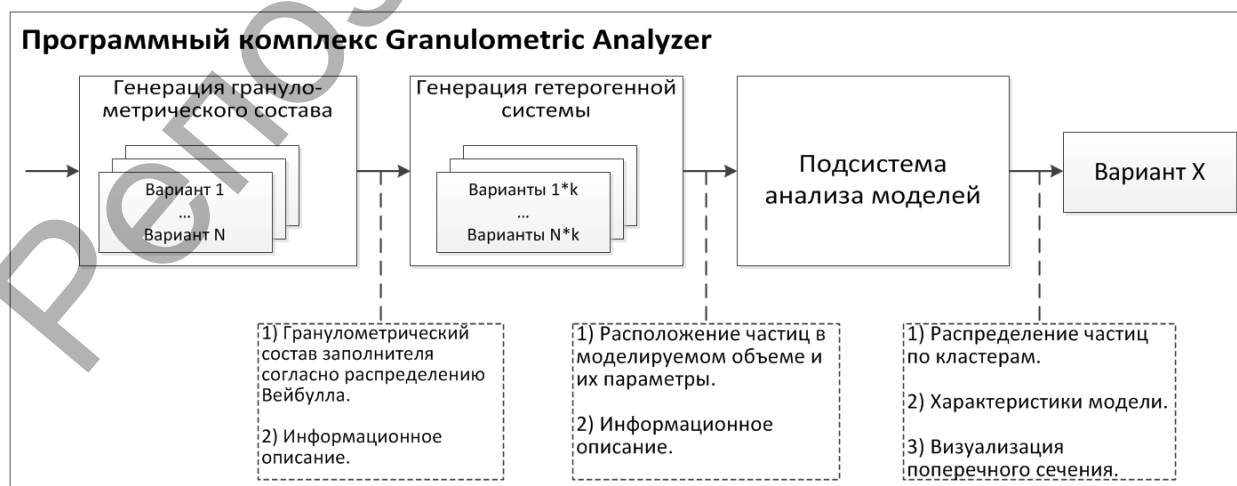 Программный комплекс Granulometric Analyzer
Генерация грануло-
метрического состава
Вариант 1
...
Вариант N
Генерация гетерогенной
системы
Варианты 1*k
...
Варианты N*k
Подсистема
анализа моделей
Вариант X
1) Гранулометрический
состав заполнителя
согласно распределению
Вейбулла.
2) Информационное
описание.
1) Расположение частиц в
моделируемом объеме и
их параметры.
2) Информационное
описание.
1) Распределение частиц
по кластерам.
2) Характеристики модели.
3) Визуализация
поперечного сечения.